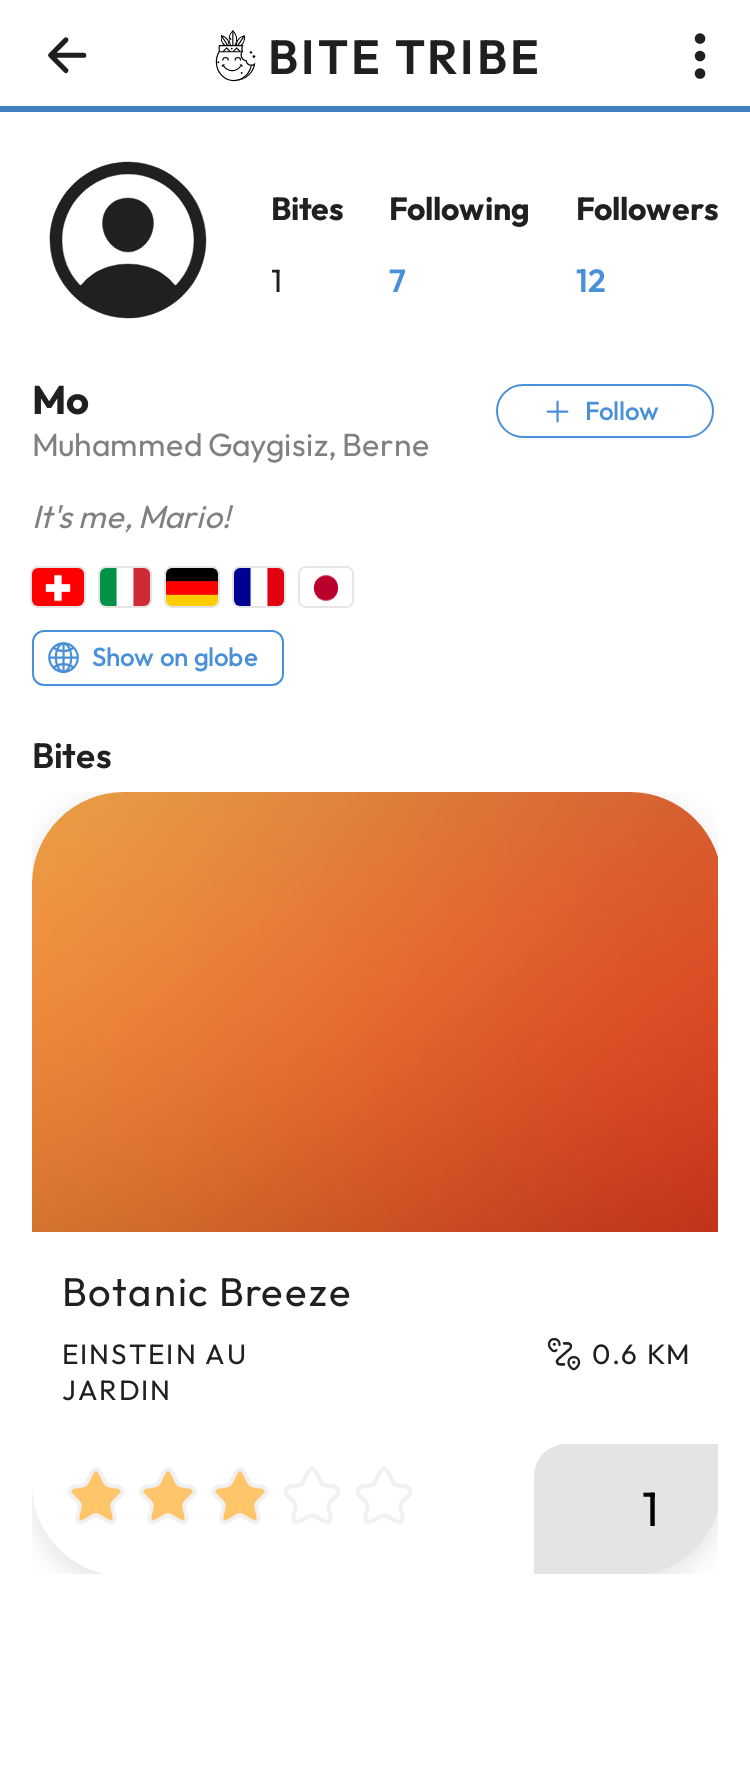 BITE TRIBE
Bites Following Followers
1 7 12
Mo
Follow
Muhammed Gaygisiz, Berne
It's me, Mario!
Show on globe
Bites
Botanic Breeze
EINSTEIN AU
JARDIN
0.6 KM
1